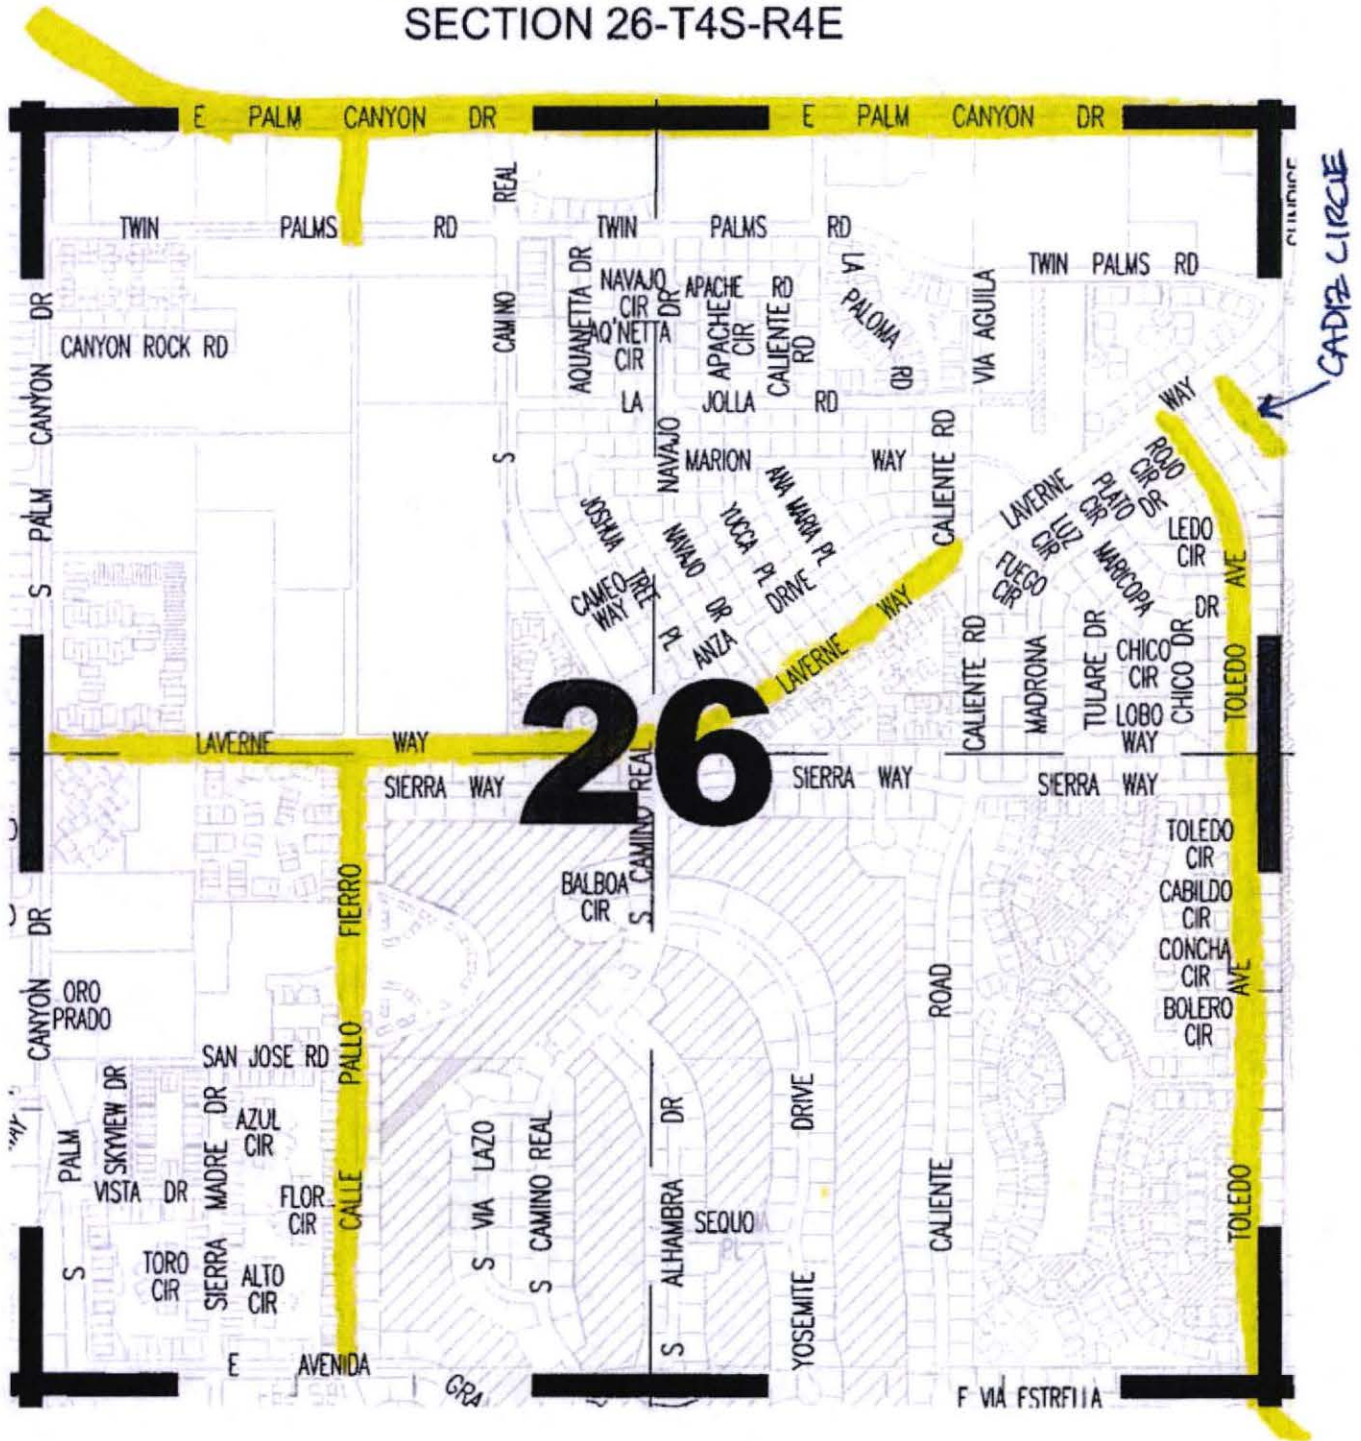 SECTION 26-T4S-R4E
E PALM CANYON DR
E PALM CANYON DR
CADIZ CIRCLE
REAL
TWIN PALMS RD
TWIN PALMS RD
TWIN PALMS RD
LA PALOMA RD
VIA AGUILA
AQUANETTA DR
NAVAJO CIR
DR
APACHE RD
AQ'NETTA CIR
APACHE CIR
CALIENTE RD
CANYON ROCK RD
CAMINO
S
S PALM CANYON DR
LA JOLLA RD
NAVAJO
MARION WAY
CALIENTE RD
LAVERNE WAY
ROJO CIR
PLATO CIR
DR
LUZ CIR
FUEGO CIR
MARICOPA
LEDO CIR
DR
JOSHUA TREE PL
NAVAJO DR
YUCCA PL
ANA MARIA PL
CAMEO WAY
ANZA DRIVE
LAVERNE WAY
CALIENTE RD
MADRONA
TULARE DR
CHICO CIR
CHICO DR
LOBO WAY
TOLEDO AVE
LAVERNE WAY
26
SIERRA WAY
SIERRA WAY
SIERRA WAY
S CAMINO REAL
BALBOA CIR
TOLEDO CIR
CABILDO CIR
CONCHA CIR
BOLERO CIR
TOLEDO AVE
CALLE PALLO FIERRO
S PALM CANYON DR
ORO PRADO
SAN JOSE RD
SKYVIEW DR
SIERRA MADRE DR
AZUL CIR
VISTA DR
FLOR CIR
TORO CIR
ALTO CIR
S VIA LAZO
S CAMINO REAL
S ALHAMBRA DR
SEQUOIA
PL
YOSEMITE DRIVE
CALIENTE ROAD
E AVENIDA
GRA
E VIA ESTRELLA